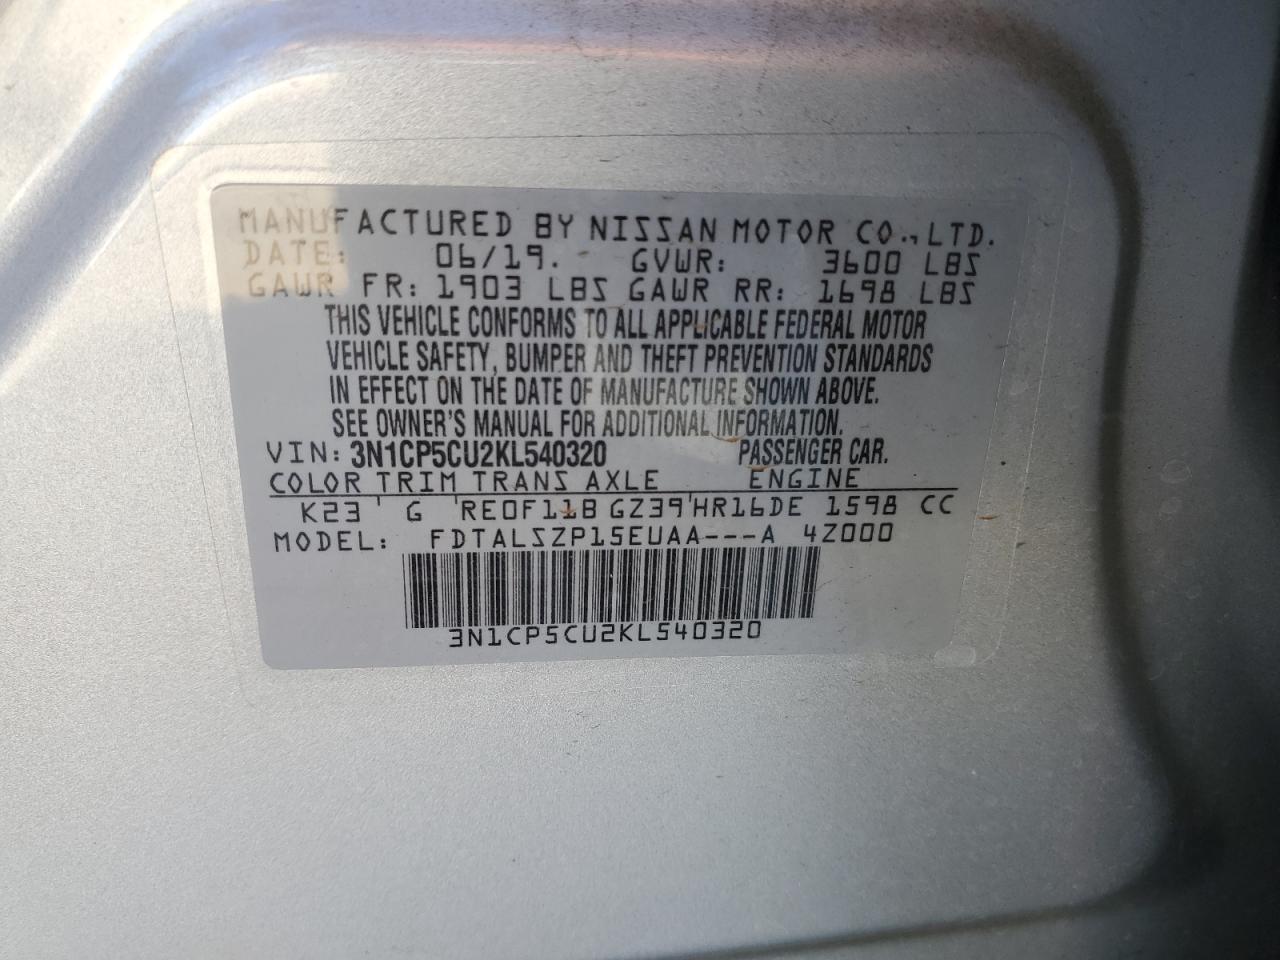 MANUFACTURED BY NISSAN MOTOR CO., LTD.
DATE: 06/19. GVWR: 3600 LBS
GAWR FR: 1903 LBS GAWR RR: 1698 LBS
THIS VEHICLE CONFORMS TO ALL APPLICABLE FEDERAL MOTOR
VEHICLE SAFETY, BUMPER AND THEFT PREVENTION STANDARDS
IN EFFECT ON THE DATE OF MANUFACTURE SHOWN ABOVE.
SEE OWNER'S MANUAL FOR ADDITIONAL INFORMATION.
VIN: 3N1CP5CU2KL540320 PASSENGER CAR.
COLOR TRIM TRANS AXLE ENGINE
K23 G RE0F11B GZ39 HR16DE 1598 CC
MODEL: FDTALSZP15EUAA---A 4Z000
3N1CP5CU2KL540320